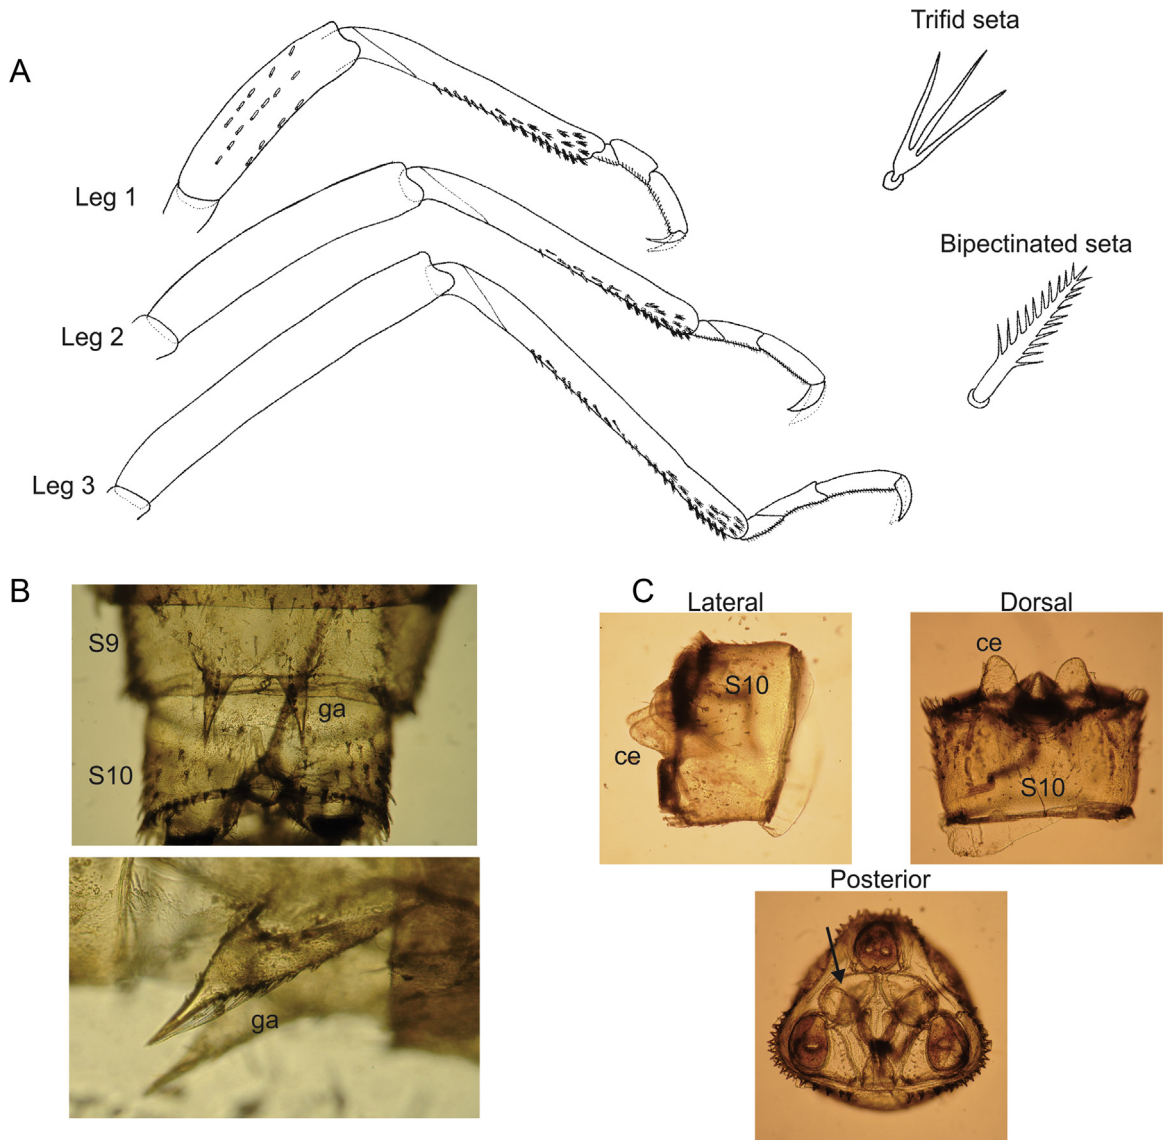 A
Trifid seta
Leg 1
Bipectinated seta
Leg 2
Leg 3
B
S9
ga
S10
ga
C
Lateral
S10
ce
Dorsal
ce
S10
Posterior